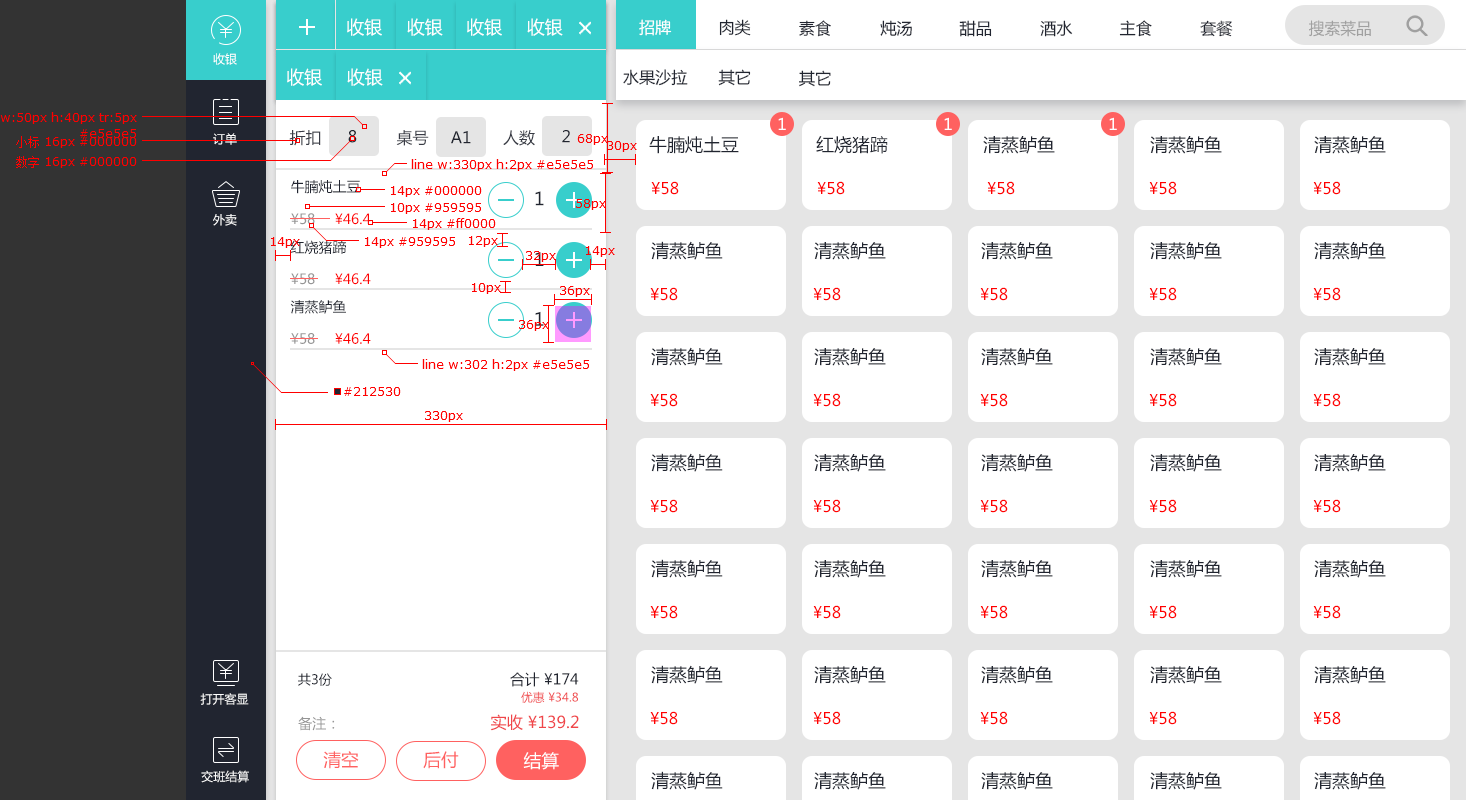 收银
订单
外卖
打开客显
交班结算
w:50px h:40px tr:5px
#e5e5e5
小标 16px #000000
数字 16px #000000
收银 收银 收银 收银
收银 收银
折扣 8 桌号 A1 人数 2
68px
30px
line w:330px h:2px #e5e5e5
牛腩炖土豆
14px #000000
10px #959595
¥58 ¥46.4
14px #ff0000
1
58px
14px
红烧猪蹄
14px #959595
12px
32px
14px
1
¥58 ¥46.4
10px
36px
清蒸鲈鱼
36px
1
¥58 ¥46.4
line w:302 h:2px #e5e5e5
#212530
330px
共3份
合计 ¥174
优惠 ¥34.8
备注：
实收 ¥139.2
清空 后付 结算
招牌 肉类 素食 炖汤 甜品 酒水 主食 套餐 搜索菜品
水果沙拉 其它 其它
1 1 1
牛腩炖土豆 红烧猪蹄 清蒸鲈鱼 清蒸鲈鱼 清蒸鲈鱼
¥58 ¥58 ¥58 ¥58 ¥58
清蒸鲈鱼 清蒸鲈鱼 清蒸鲈鱼 清蒸鲈鱼 清蒸鲈鱼
¥58 ¥58 ¥58 ¥58 ¥58
清蒸鲈鱼 清蒸鲈鱼 清蒸鲈鱼 清蒸鲈鱼 清蒸鲈鱼
¥58 ¥58 ¥58 ¥58 ¥58
清蒸鲈鱼 清蒸鲈鱼 清蒸鲈鱼 清蒸鲈鱼 清蒸鲈鱼
¥58 ¥58 ¥58 ¥58 ¥58
清蒸鲈鱼 清蒸鲈鱼 清蒸鲈鱼 清蒸鲈鱼 清蒸鲈鱼
¥58 ¥58 ¥58 ¥58 ¥58
清蒸鲈鱼 清蒸鲈鱼 清蒸鲈鱼 清蒸鲈鱼 清蒸鲈鱼
¥58 ¥58 ¥58 ¥58 ¥58
清蒸鲈鱼 清蒸鲈鱼 清蒸鲈鱼 清蒸鲈鱼 清蒸鲈鱼